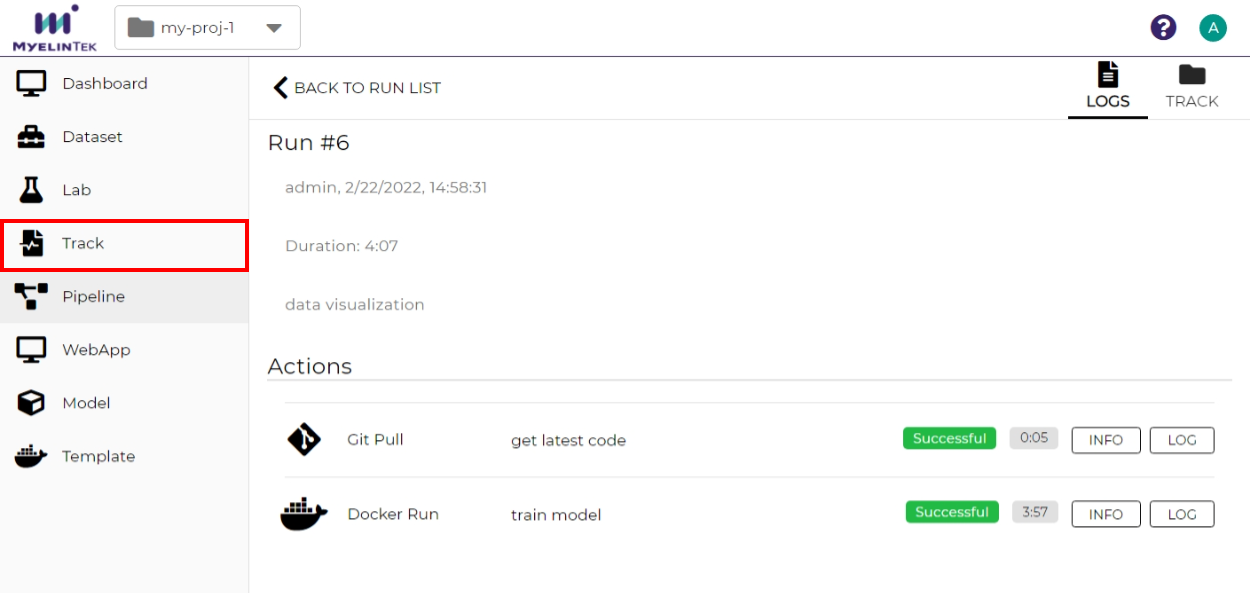 MYELINTEK
my-proj-1
?
A
Dashboard
Dataset
Lab
Track
Pipeline
WebApp
Model
Template
BACK TO RUN LIST
LOGS
TRACK
Run #6
admin, 2/22/2022, 14:58:31
Duration: 4:07
data visualization
Actions
Git Pull get latest code Successful 0:05 INFO LOG
Docker Run train model Successful 3:57 INFO LOG